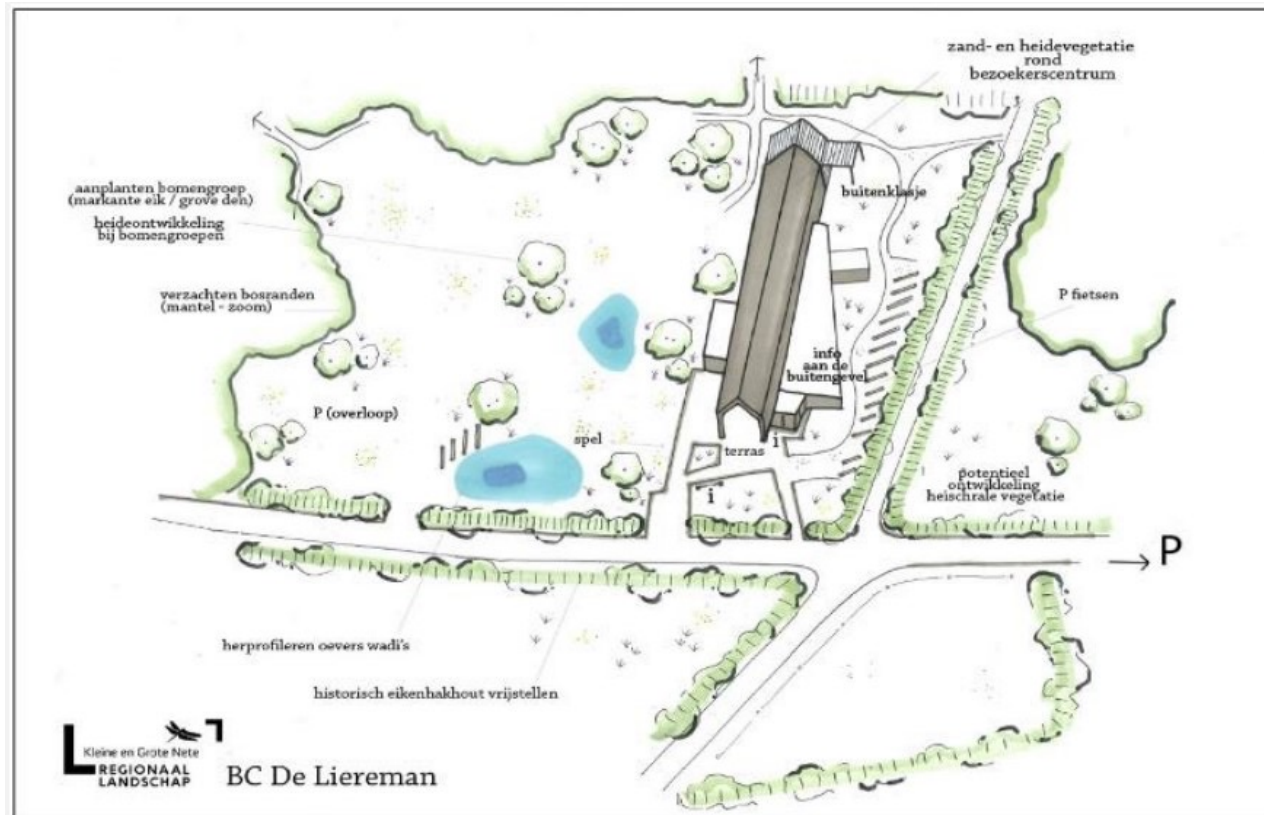 zand- en heidevegetatie
rond
bezoekerscentrum
aanplanten bomengroep
(markante eik / grove den)
heideontwikkeling
bij bomengroepen
buitenklasje
verzachten bosranden
(mantel - zoom)
P fietsen
info
aan de
buitengevel
P (overloop)
spel
terras
i
i
potentieel
ontwikkeling
heischrale vegetatie
P
herprofileren oevers wadi's
historisch eikenhakhout vrijstellen
Kleine en Grote Nete
REGIONAAL
LANDSCHAP
BC De Liereman